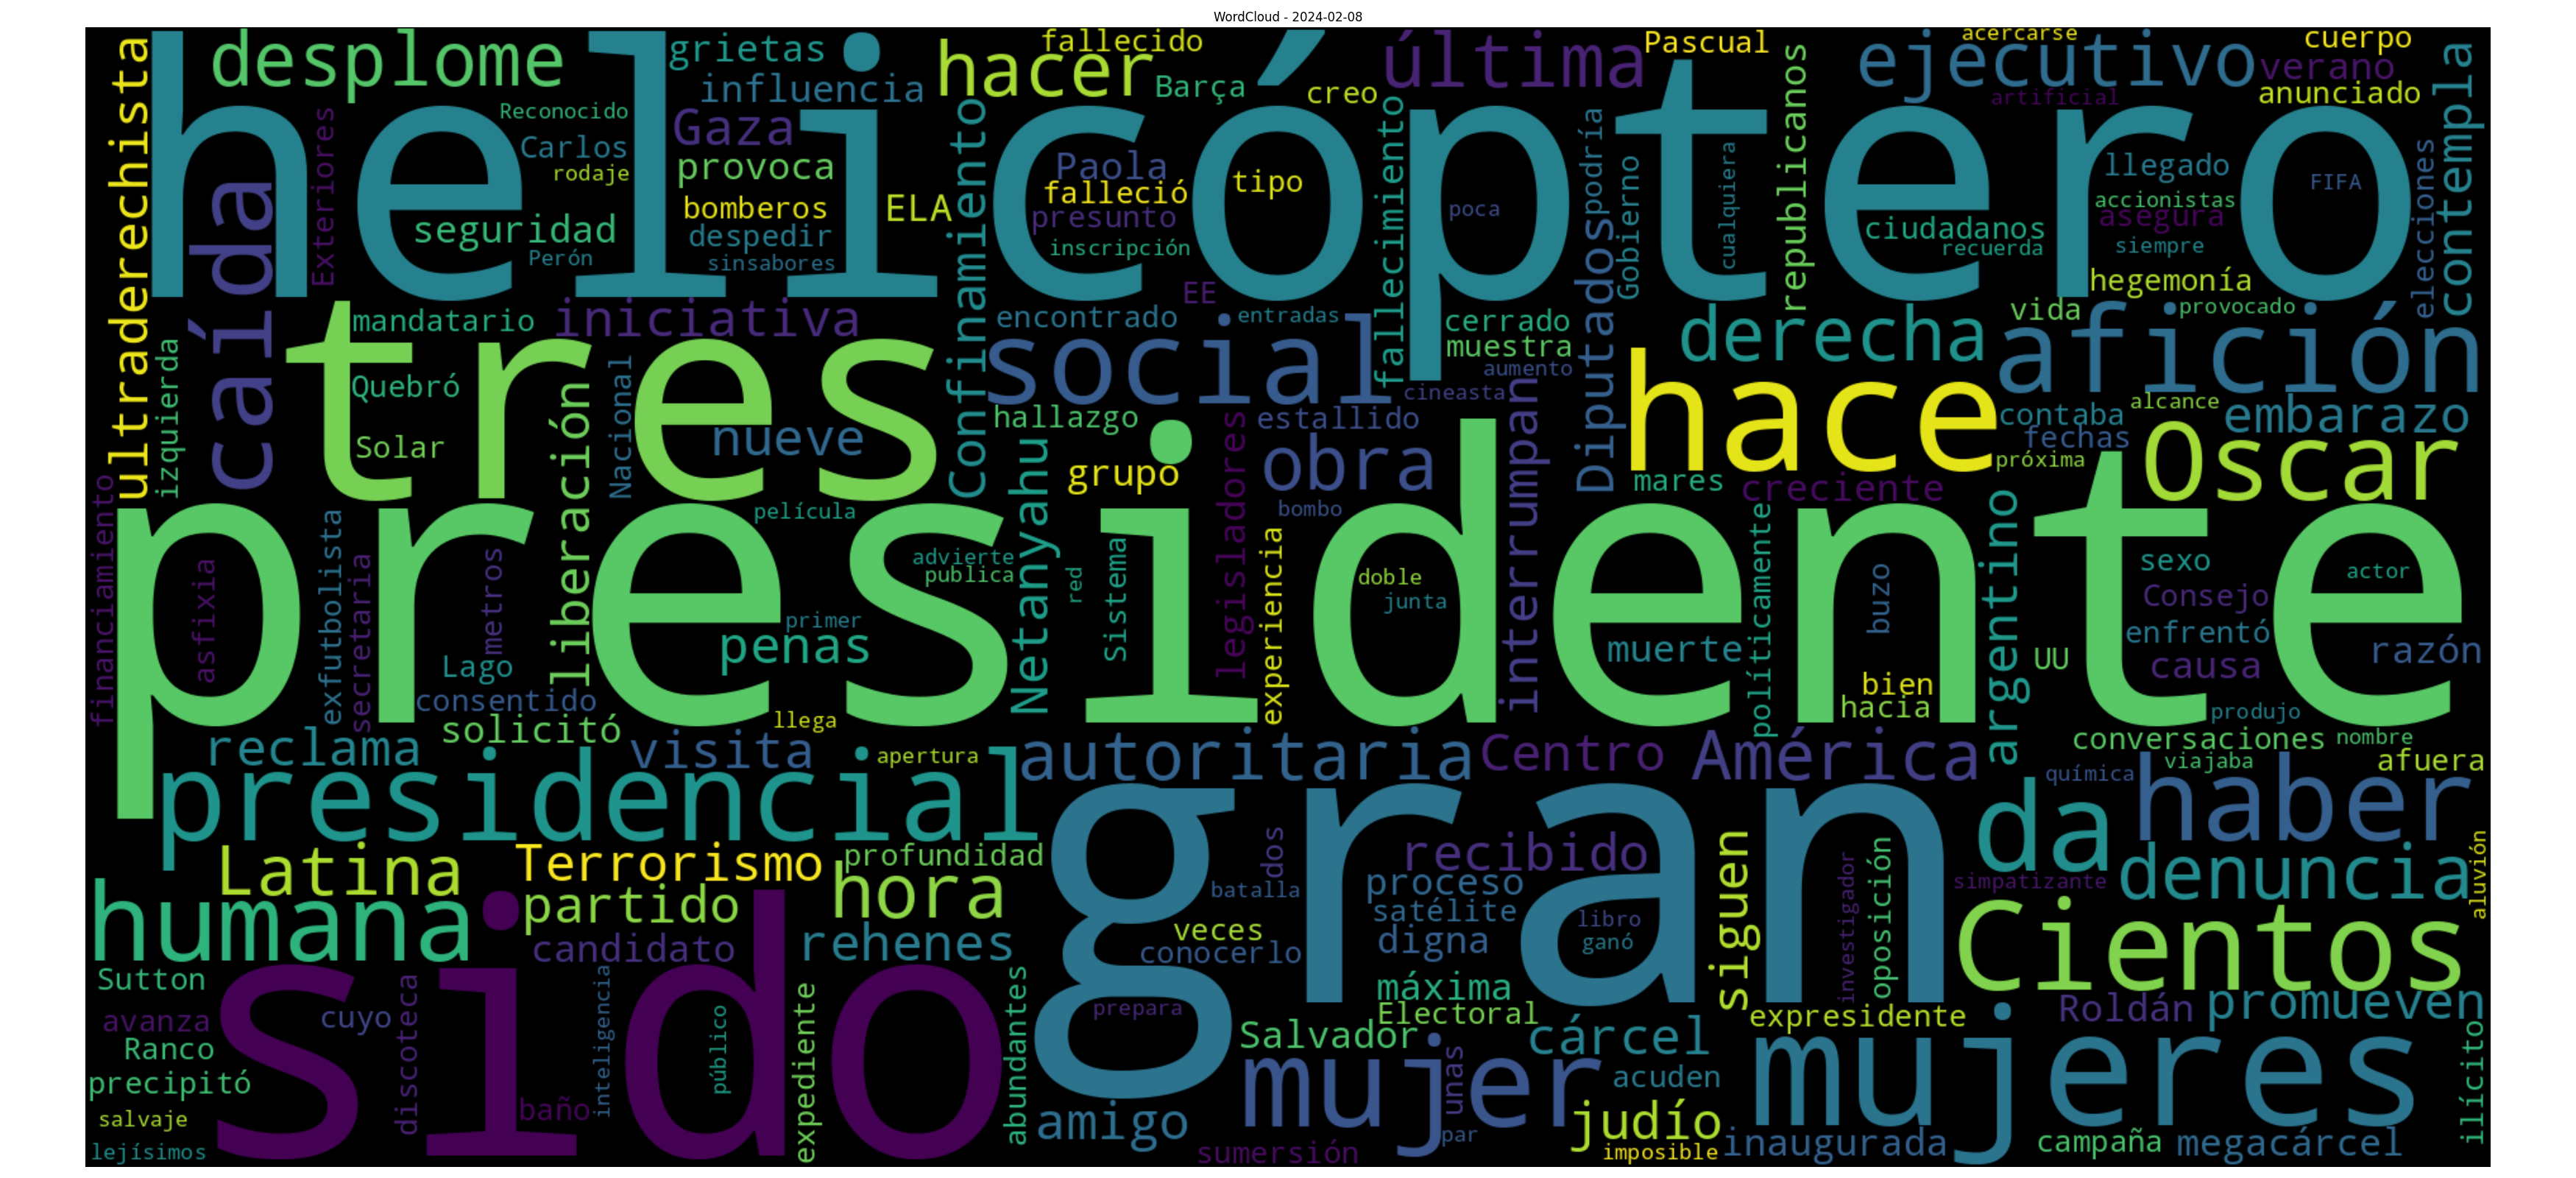 WordCloud - 2024-02-08
helicóptero
presidente
tres
gran
sido
hace
mujeres
mujer
social
presidencial
humana
caída
desplome
hacer
última
ejecutivo
afición
Oscar
haber
da
denuncia
Cientos
ultraderechista
grietas
influencia
fallecido
Barça
creo
Pascual
acercarse
artificial
cuerpo
verano
anunciado
contempla
republicanos
Reconocido
Carlos
rodaje
Exteriores
seguridad
Perón
Gaza
provoca
bomberos
despedir
sinsabores
ELA
Confinamiento
Paola
falleció
presunto
inscripción
tipo
fallecimiento
poca
podría
Gobierno
Diputados
cualquiera
llegado
accionistas
asegura
siempre
ciudadanos
recuerda
hegemonía
FIFA
elecciones
mandatario
iniciativa
izquierda
Quebró
Solar
liberación
Nacional
nueve
encontrado
EE
entradas
cerrado
muestra
aumento
cineasta
derecha
vida
provocado
contaba
fechas
alcance
próxima
embarazo
hallazgo
estallido
obra
grupo
legisladores
bombo
interrumpan
mares
creciente
financiamiento
asfixia
exfutbolista
secretaria
metros
Lago
consentido
solicitó
película
primer
penas
llega
advierte
publica
Netanyahu
red
Sistema
experiencia
doble
junta
muerte
políticamente
buzo
bien
hacia
argentino
UU
sexo
Consejo
enfrentó
causa
actor
razón
produjo
reclama
visita
apertura
autoritaria
Centro
América
conversaciones
nombre
química
viajaba
afuera
Latina
Terrorismo
profundidad
partido
hora
candidato
rehenes
dos
batalla
veces
conocerlo
recibido
proceso
satélite
digna
libro
ganó
siguen
investigador
oposición
simpatizante
aluvión
Sutton
avanza
Ranco
precipitó
salvaje
lejísimos
cuyo
discoteca
baño
inteligencia
público
expediente
abundantes
prepara
amigo
máxima
Electoral
Salvador
cárcel
unas
par
sumersión
acuden
judío
imposible
expresidente
inaugurada
Roldán
promueven
campaña
megacárcel
ilícito